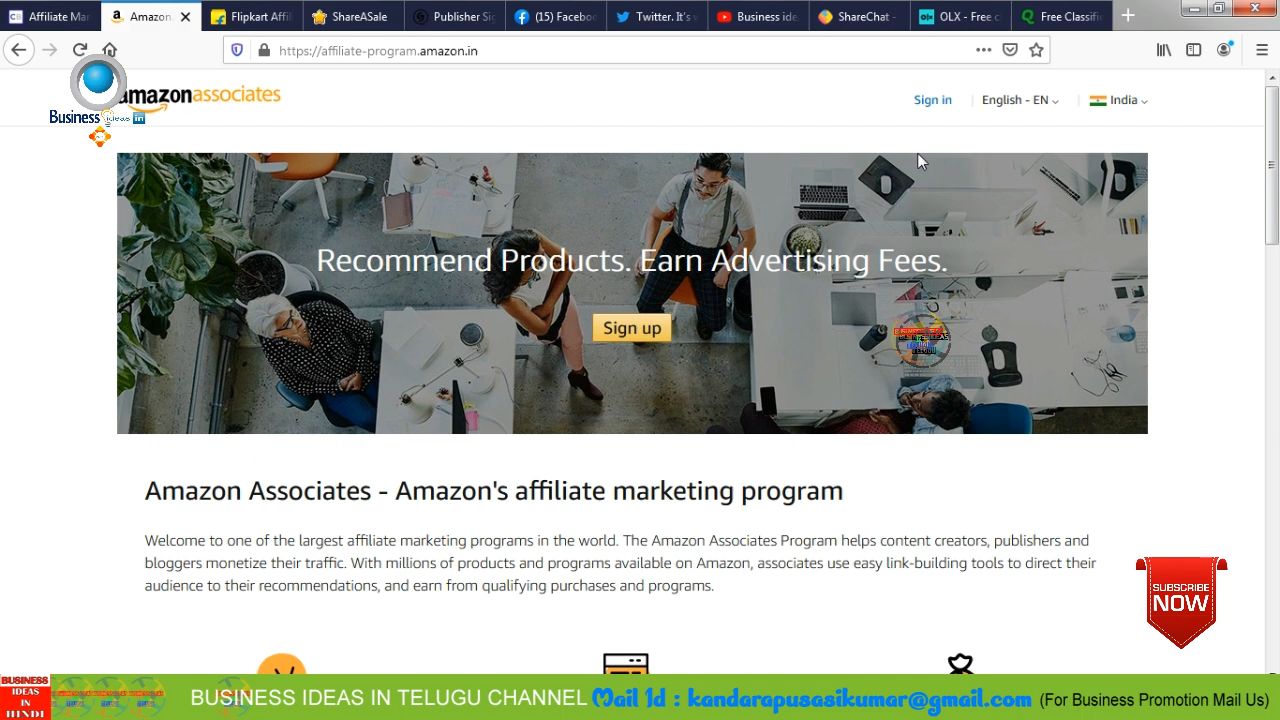 Affiliate Mar
Amazon.
Flipkart Affil
ShareASale
Publisher Sig
(15) Facebo
Twitter. It's v
Business ide
ShareChat -
OLX - Free c
Free Classifie
https://affiliate-program.amazon.in
amazonassociates
Sign in
English - EN
India
Business ideas in
Recommend Products. Earn Advertising Fees.
Sign up
Amazon Associates - Amazon's affiliate marketing program
Welcome to one of the largest affiliate marketing programs in the world. The Amazon Associates Program helps content creators, publishers and
bloggers monetize their traffic. With millions of products and programs available on Amazon, associates use easy link-building tools to direct their
audience to their recommendations, and earn from qualifying purchases and programs.
SUBSCRIBE
NOW
BUSINESS
IDEAS
IN
HINDI
BUSINESS IDEAS IN TELUGU CHANNEL Mail Id : kandarapusasikumar@gmail.com (For Business Promotion Mail Us)